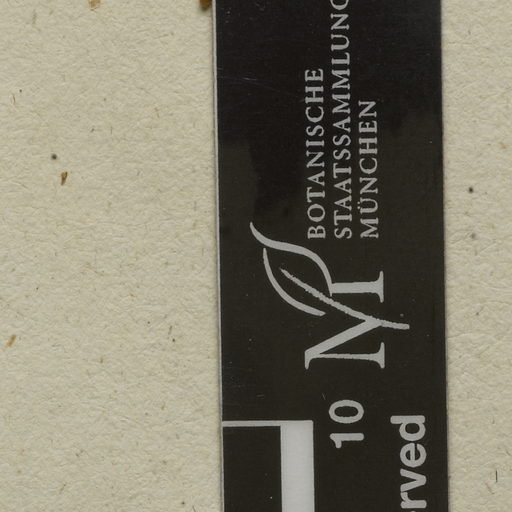 BOTANISCHE
STAATSSAMMLUNG
MÜNCHEN
M
10
rved